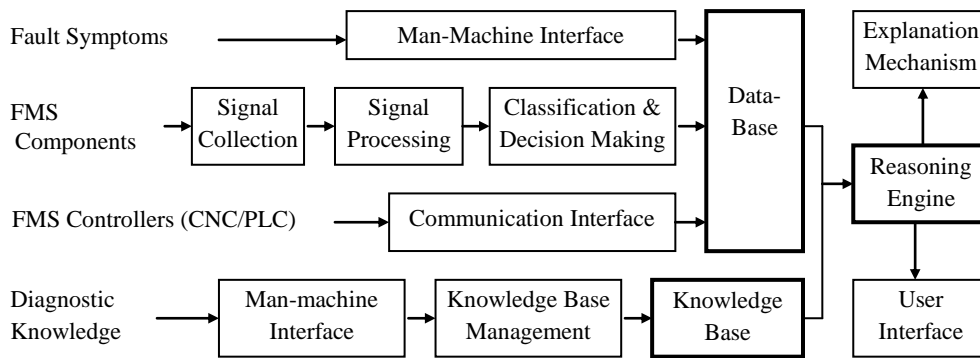 Fault Symptoms
Man-Machine Interface
Explanation
Mechanism
FMS
Components
Signal
Collection
Signal
Processing
Classification &
Decision Making
Data-
Base
Reasoning
Engine
FMS Controllers (CNC/PLC)
Communication Interface
Diagnostic
Knowledge
Man-machine
Interface
Knowledge Base
Management
Knowledge
Base
User
Interface